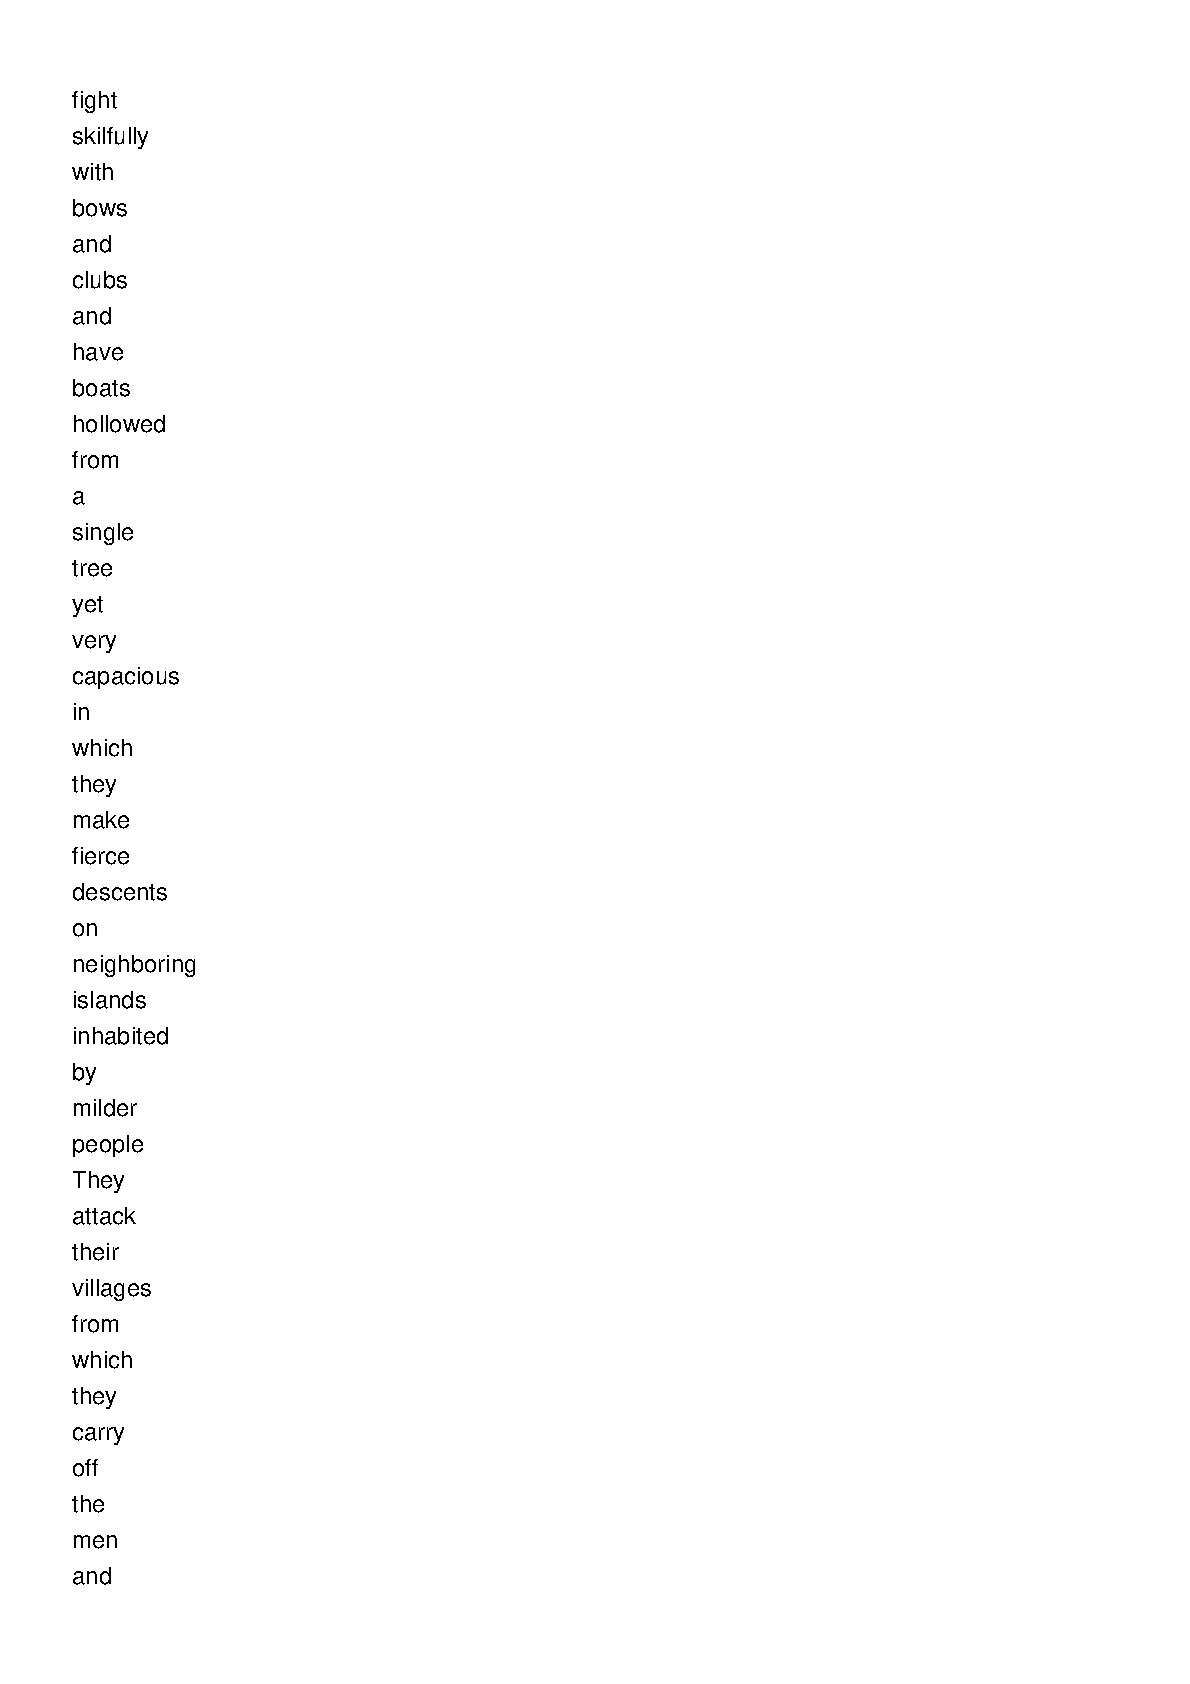 fight
skilfully
with
bows
and
clubs
and
have
boats
hollowed
from
a
single
tree
yet
very
capacious
in
which
they
make
fierce
descents
on
neighboring
islands
inhabited
by
milder
people
They
attack
their
villages
from
which
they
carry
off
the
men
and